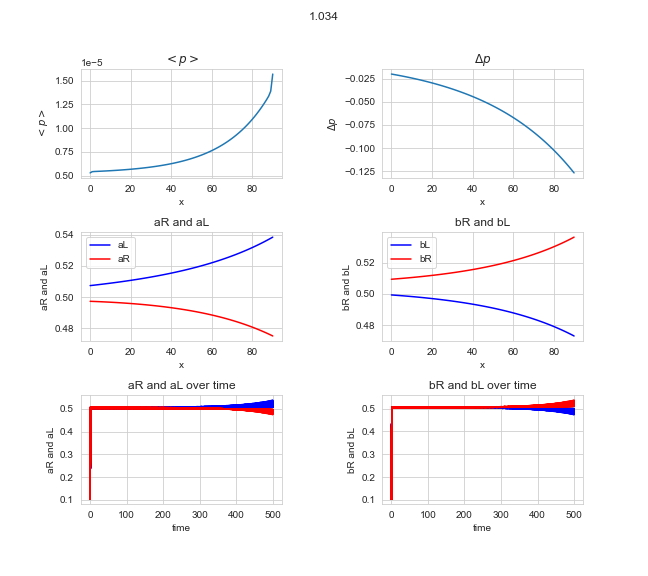 1.034
< p >
Δp
1e−5
1.50
1.25
1.00
0.75
0.50
< p >
0 20 40 60 80
x
−0.025
−0.050
−0.075
−0.100
−0.125
Δp
0 20 40 60 80
x
aR and aL
0.54
0.52
0.50
0.48
aR and aL
aL
aR
0 20 40 60 80
x
bR and bL
0.52
0.50
0.48
bR and bL
bL
bR
0 20 40 60 80
x
aR and aL over time
0.5
0.4
0.3
0.2
0.1
aR and aL
0 100 200 300 400 500
time
bR and bL over time
0.5
0.4
0.3
0.2
0.1
bR and bL
0 100 200 300 400 500
time